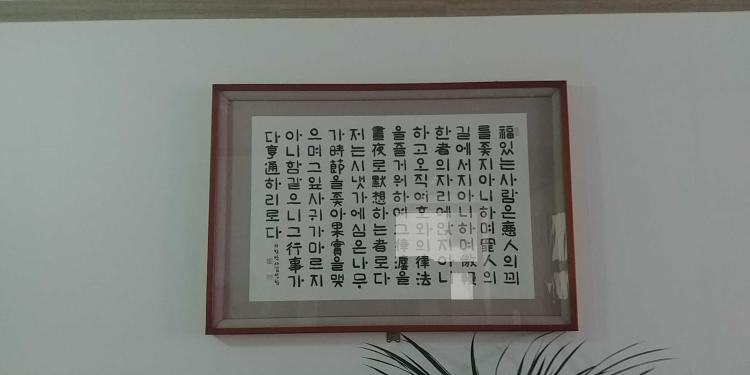 福있는사람은惡人의꾀
를좇지아니하며罪人의
길에서지아니하며傲慢
한者의자리에앉지아니
하고오직여호와의律法
을즐거워하여그律灋을
晝夜로默想하는者로다
저는시냇가에심은나무
가時節을좇아果實을맺
으며그잎사귀가마르지
아니함같으니그行事가
다亨通하리로다